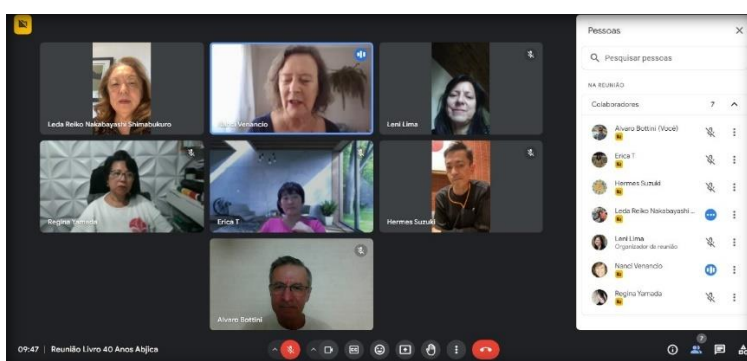 Leda Reiko Nakabayashi Shimabukuro
Nanci Venancio
Leni Lima
Regina Yamada
Erica T
Hermes Suzuki
Alvaro Bottini
09:47 | Reunião Livro 40 Anos Abjica
Pessoas
Pesquisar pessoas
NA REUNIÃO
Colaboradores 7
Alvaro Bottini (Você)
Erica T
Hermes Suzuki
Leda Reiko Nakabayashi ...
Leni Lima
Organizador da reunião
Nanci Venancio
Regina Yamada
7